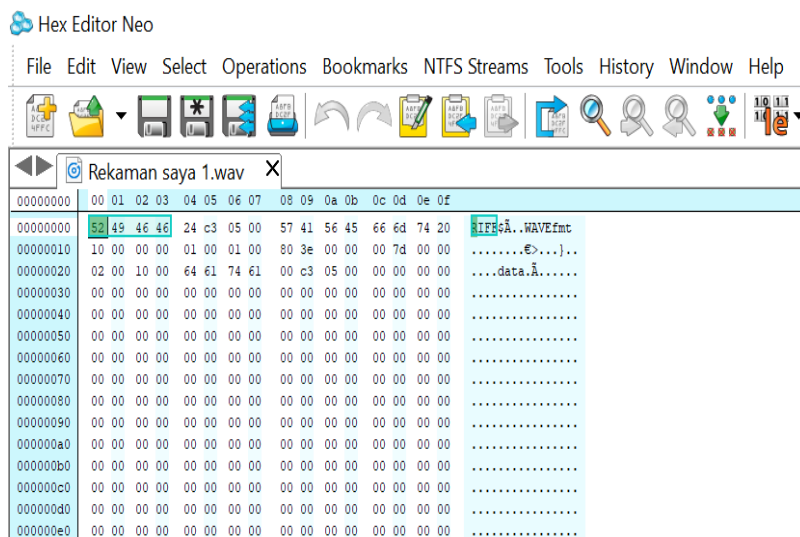 Hex Editor Neo
File Edit View Select Operations Bookmarks NTFS Streams Tools History Window Help
Rekaman saya 1.wav X
00000000 00 01 02 03 04 05 06 07 08 09 0a 0b 0c 0d 0e 0f
00000000 52 49 46 46 24 c3 05 00 57 41 56 45 66 6d 74 20 RIFF$Ã..WAVEfmt
00000010 10 00 00 00 01 00 01 00 80 3e 00 00 00 7d 00 00 ........€>...}..
00000020 02 00 10 00 64 61 74 61 00 c3 05 00 00 00 00 00 ....data.Ã......
00000030 00 00 00 00 00 00 00 00 00 00 00 00 00 00 00 00 ................
00000040 00 00 00 00 00 00 00 00 00 00 00 00 00 00 00 00 ................
00000050 00 00 00 00 00 00 00 00 00 00 00 00 00 00 00 00 ................
00000060 00 00 00 00 00 00 00 00 00 00 00 00 00 00 00 00 ................
00000070 00 00 00 00 00 00 00 00 00 00 00 00 00 00 00 00 ................
00000080 00 00 00 00 00 00 00 00 00 00 00 00 00 00 00 00 ................
00000090 00 00 00 00 00 00 00 00 00 00 00 00 00 00 00 00 ................
000000a0 00 00 00 00 00 00 00 00 00 00 00 00 00 00 00 00 ................
000000b0 00 00 00 00 00 00 00 00 00 00 00 00 00 00 00 00 ................
000000c0 00 00 00 00 00 00 00 00 00 00 00 00 00 00 00 00 ................
000000d0 00 00 00 00 00 00 00 00 00 00 00 00 00 00 00 00 ................
000000e0 00 00 00 00 00 00 00 00 00 00 00 00 00 00 00 00 ................